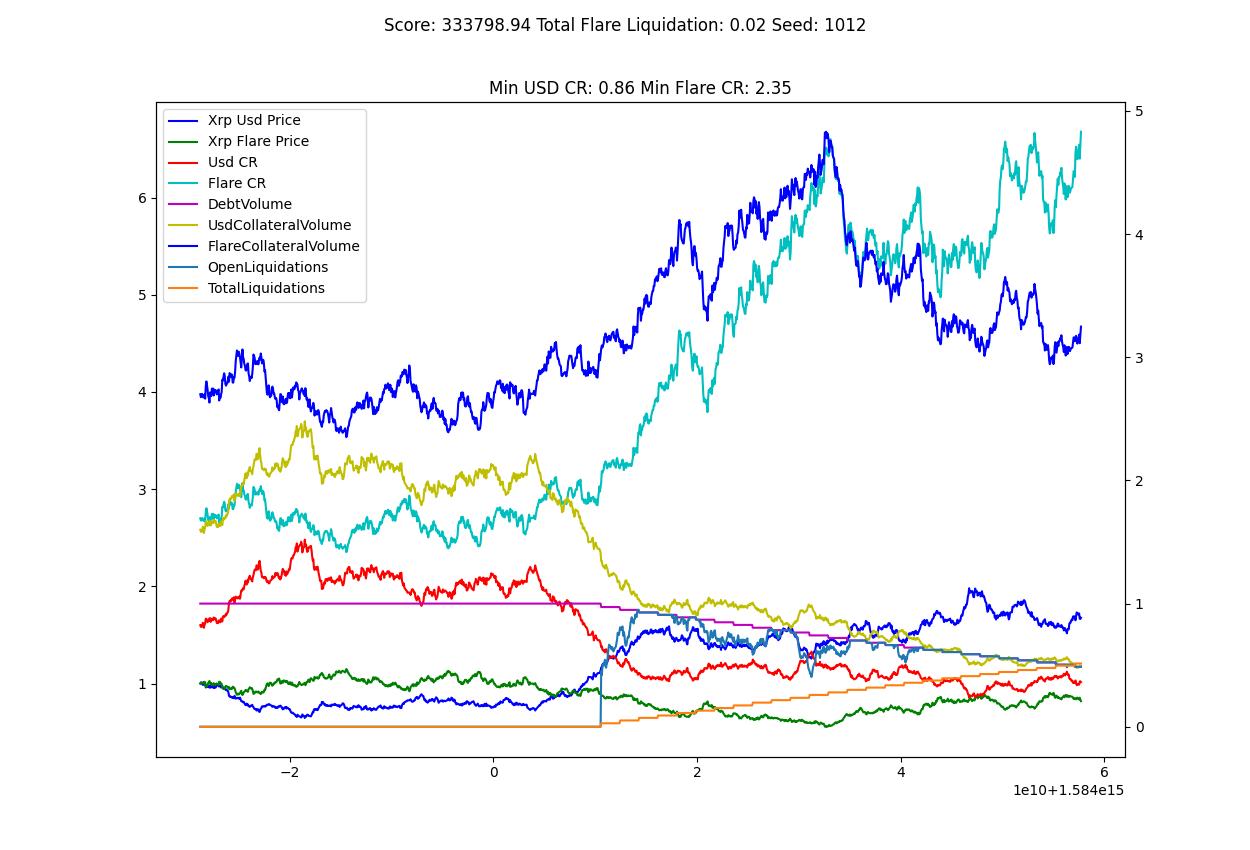 Score: 333798.94 Total Flare Liquidation: 0.02 Seed: 1012
Min USD CR: 0.86 Min Flare CR: 2.35
Xrp Usd Price
Xrp Flare Price
Usd CR
Flare CR
DebtVolume
UsdCollateralVolume
FlareCollateralVolume
OpenLiquidations
TotalLiquidations
6
5
4
3
2
1
5
4
3
2
1
0
−2 0 2 4 6
1e10+1.584e15